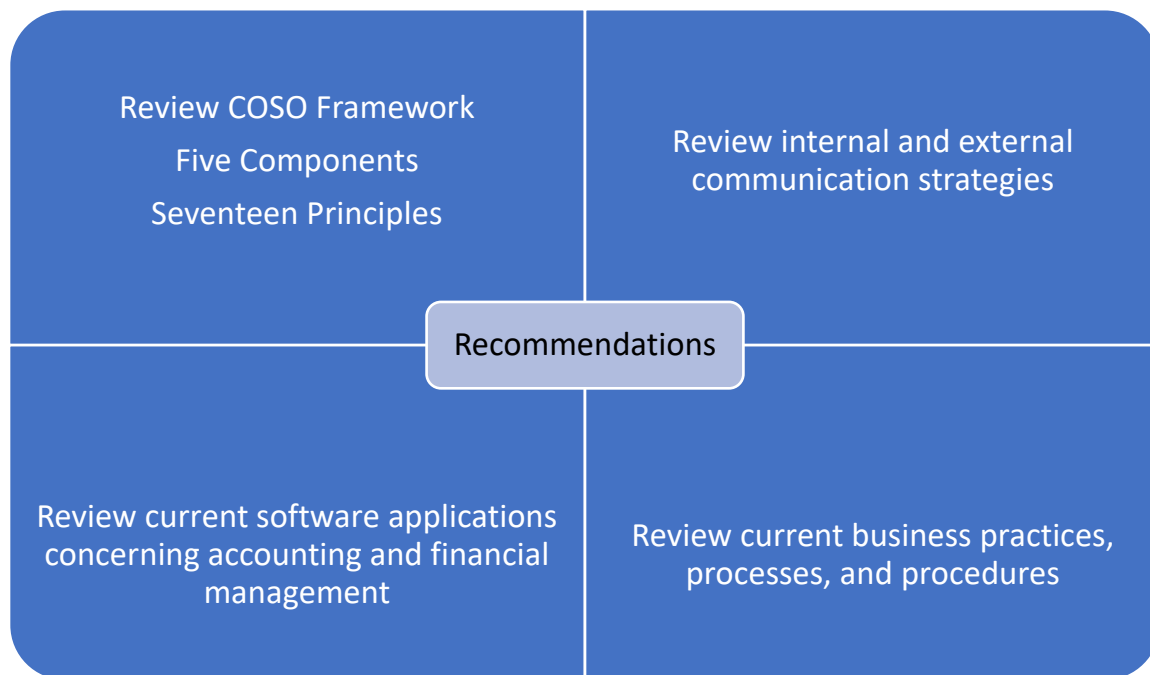 Review COSO Framework
Five Components
Seventeen Principles
Review internal and external
communication strategies
Recommendations
Review current software applications
concerning accounting and financial
management
Review current business practices,
processes, and procedures